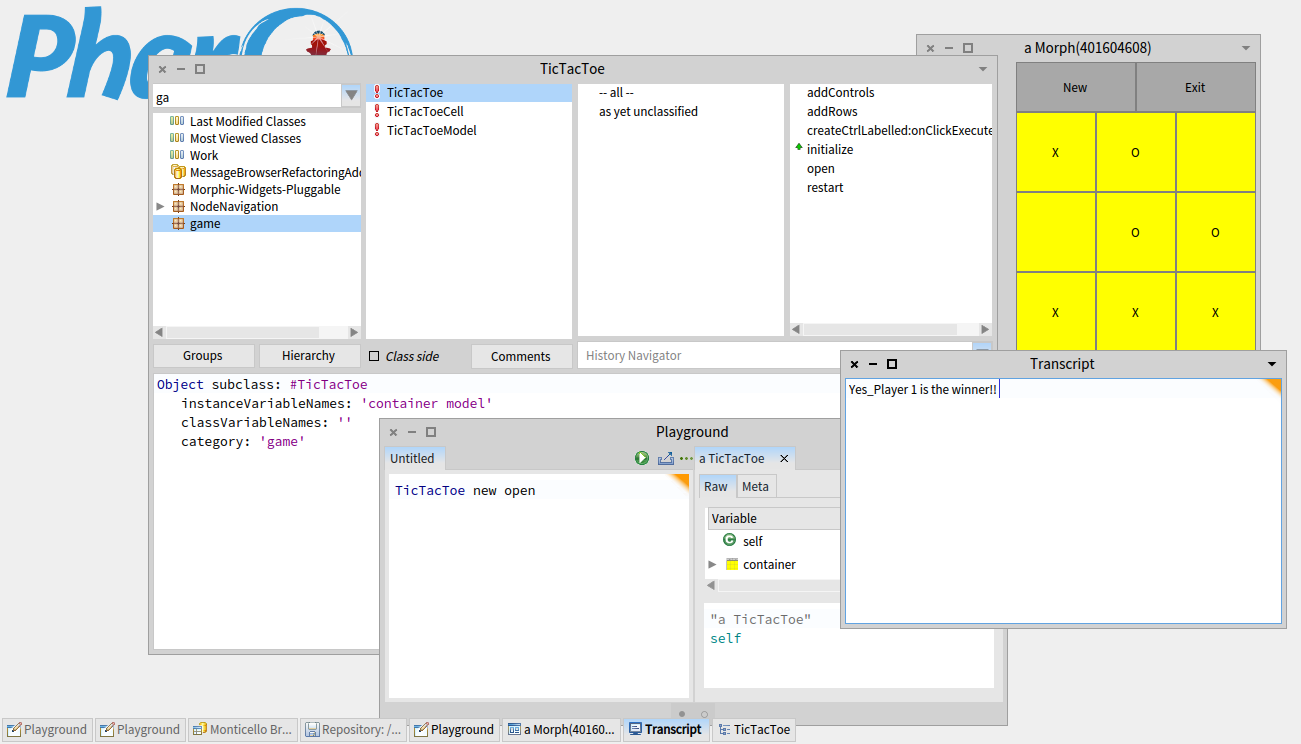 Pharo
TicTacToe
ga
Last Modified Classes
Most Viewed Classes
Work
MessageBrowserRefactoringAdd
Morphic-Widgets-Pluggable
NodeNavigation
game
TicTacToe
TicTacToeCell
TicTacToeModel
-- all --
as yet unclassified
addControls
addRows
createCtrlLabelled:onClickExecute
initialize
open
restart
Groups
Hierarchy
Class side
Comments
History Navigator
Object subclass: #TicTacToe
instanceVariableNames: 'container model'
classVariableNames: ''
category: 'game'
a Morph(401604608)
New
Exit
X
O
O
O
X
X
X
Transcript
Yes_Player 1 is the winner!!
Playground
Untitled
TicTacToe new open
a TicTacToe
Raw
Meta
Variable
self
container
"a TicTacToe"
self
Playground
Playground
Monticello Br...
Repository: /...
Playground
a Morph(40160...
Transcript
TicTacToe